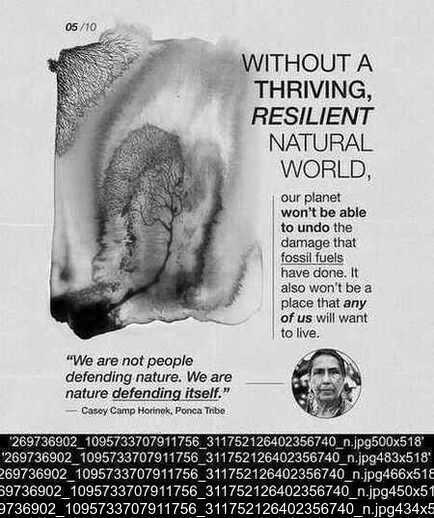 05 /10
WITHOUT A
THRIVING,
RESILIENT
NATURAL
WORLD,
our planet
won't be able
to undo the
damage that
fossil fuels
have done. It
also won't be a
place that any
of us will want
to live.
“We are not people
defending nature. We are
nature defending itself.”
— Casey Camp Horinek, Ponca Tribe
'269736902_1095733707911756_311752126402356740_n.jpg500x518'
'269736902_1095733707911756_311752126402356740_n.jpg483x518'
269736902_1095733707911756_311752126402356740_n.jpg466x518
269736902_1095733707911756_311752126402356740_n.jpg450x51
269736902_1095733707911756_311752126402356740_n.jpg434x5